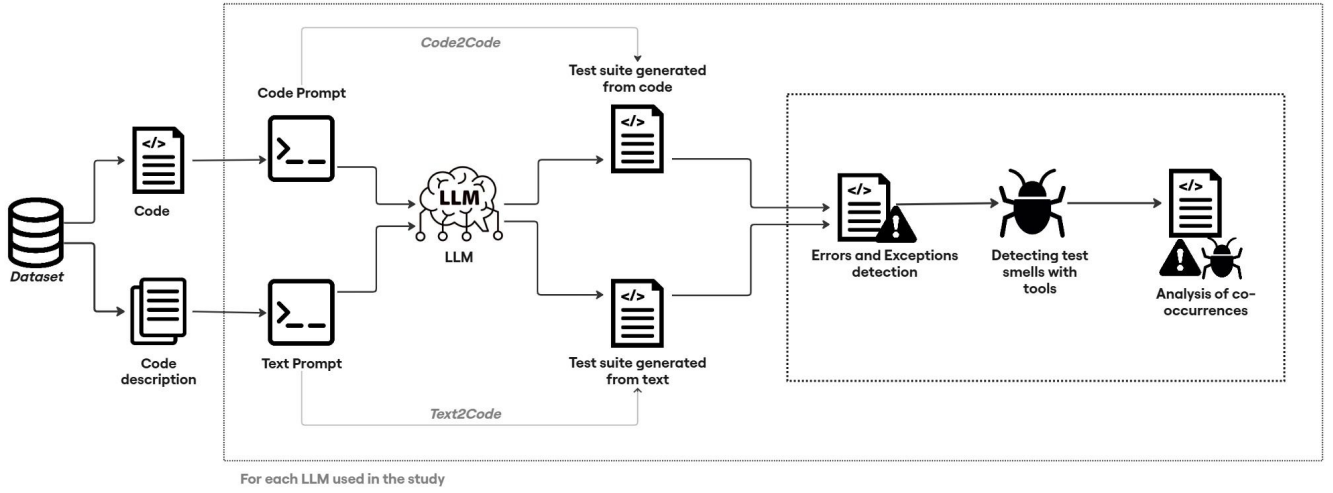 Code2Code
Test suite generated
from code
Code Prompt
</>
</>
Code
LLM
LLM
Dataset
</>
</>
Errors and Exceptions
detection
Detecting test
smells with
tools
Analysis of co-
occurrences
</>
Code
description
Text Prompt
Test suite generated
from text
Text2Code
For each LLM used in the study